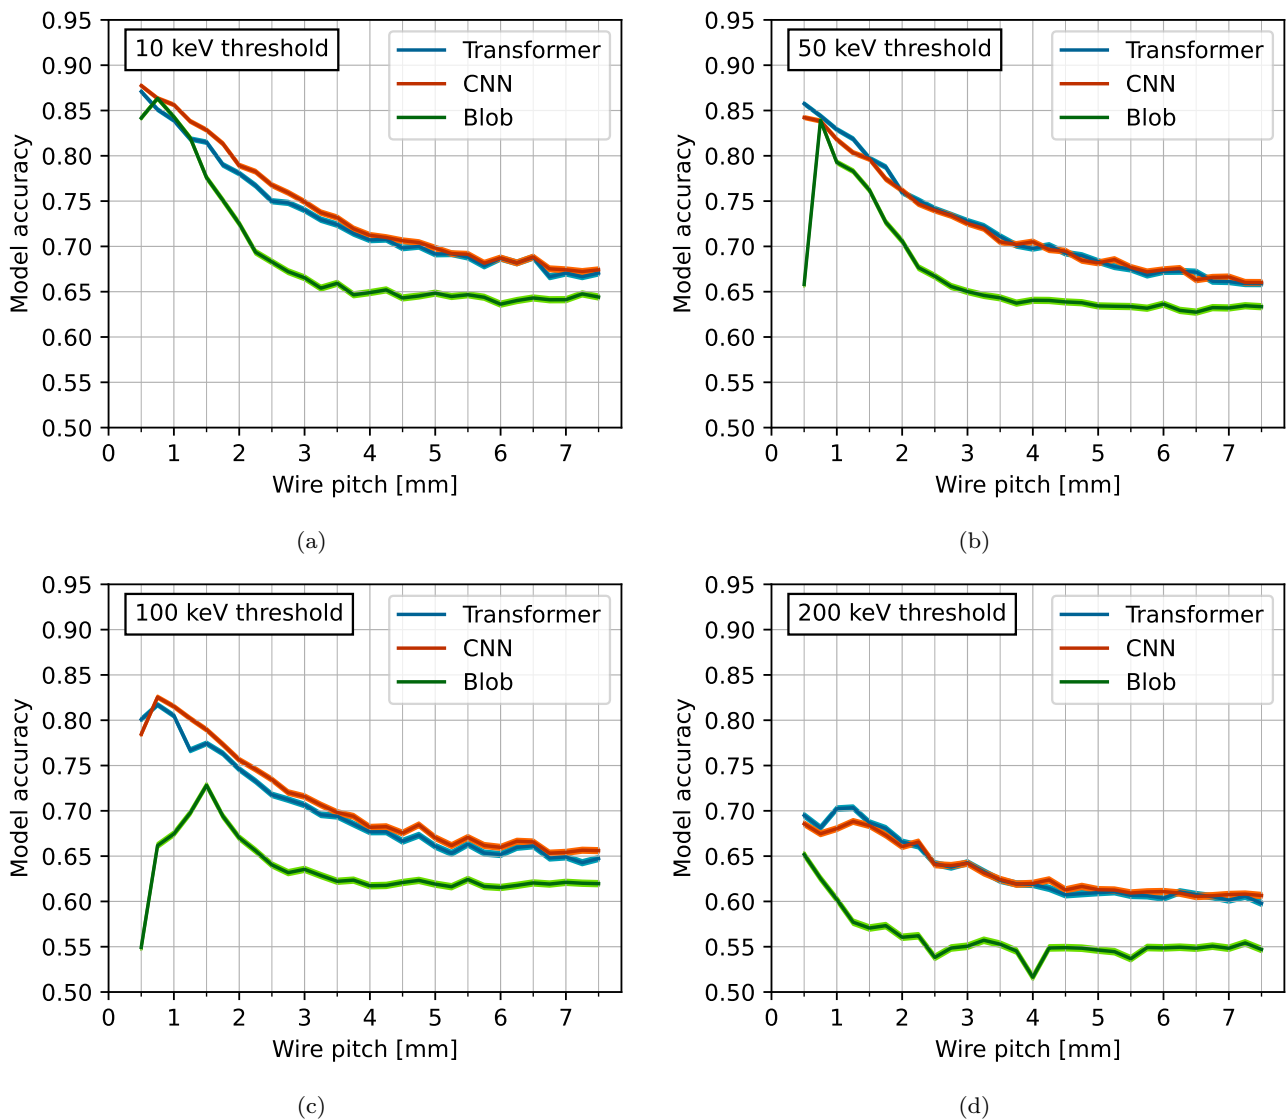 10 keV threshold
Transformer
CNN
Blob
0.95
0.90
0.85
0.80
0.75
0.70
0.65
0.60
0.55
0.50
Model accuracy
0 1 2 3 4 5 6 7
Wire pitch [mm]
(a)
50 keV threshold
Transformer
CNN
Blob
0.95
0.90
0.85
0.80
0.75
0.70
0.65
0.60
0.55
0.50
Model accuracy
0 1 2 3 4 5 6 7
Wire pitch [mm]
(b)
100 keV threshold
Transformer
CNN
Blob
0.95
0.90
0.85
0.80
0.75
0.70
0.65
0.60
0.55
0.50
Model accuracy
0 1 2 3 4 5 6 7
Wire pitch [mm]
(c)
200 keV threshold
Transformer
CNN
Blob
0.95
0.90
0.85
0.80
0.75
0.70
0.65
0.60
0.55
0.50
Model accuracy
0 1 2 3 4 5 6 7
Wire pitch [mm]
(d)